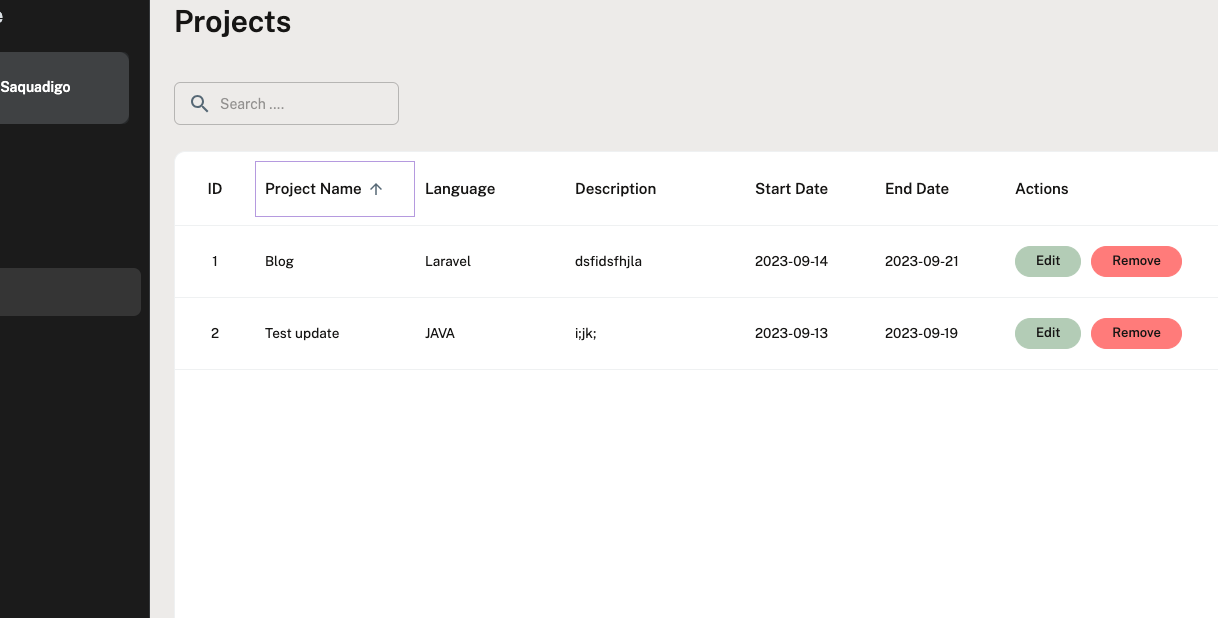 Projects
Saquadigo
Search ....
ID Project Name Language Description Start Date End Date Actions
1 Blog Laravel dsfidsfhjla 2023-09-14 2023-09-21 Edit Remove
2 Test update JAVA i;jk; 2023-09-13 2023-09-19 Edit Remove